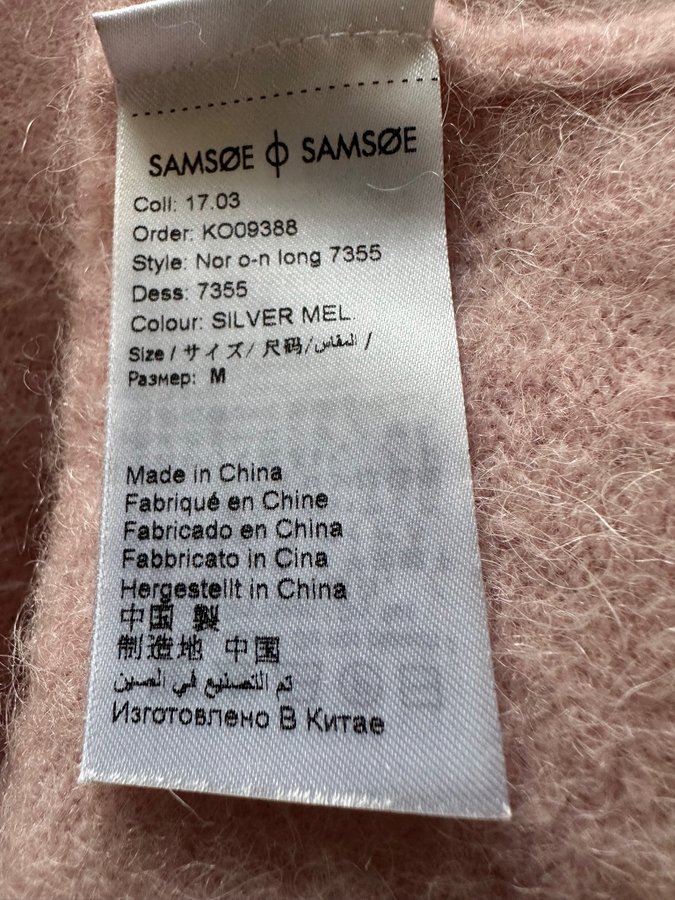 SAMSØE ф SAMSØE
Coll: 17.03
Order: KO09388
Style: Nor o-n long 7355
Dess: 7355
Colour: SILVER MEL.
Size / サイズ/ 尺码/المقاس /
Размер: M
Made in China
Fabriqué en Chine
Fabricado en China
Fabbricato in Cina
Hergestellt in China
中国 製
制造地 中国
تم التصنيع في الصين
Изготовлено В Китае